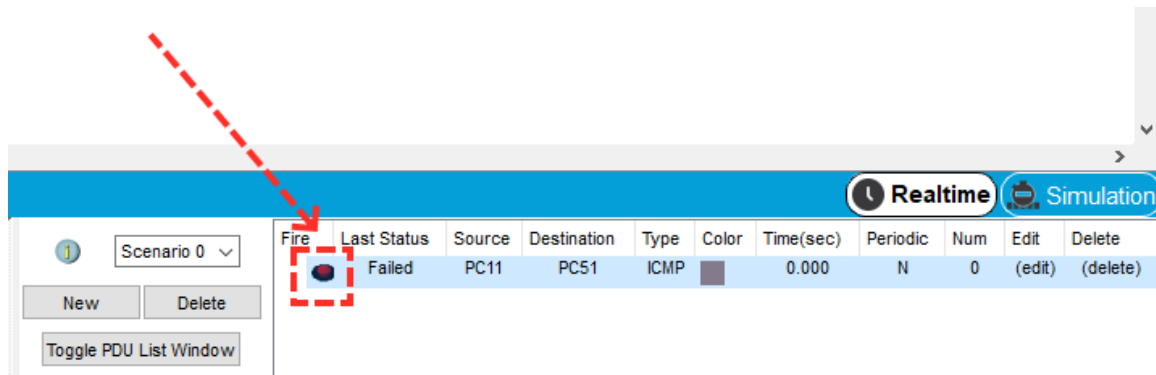 Realtime Simulation
Scenario 0
New Delete
Toggle PDU List Window
Fire Last Status Source Destination Type Color Time(sec) Periodic Num Edit Delete
Failed PC11 PC51 ICMP 0.000 N 0 (edit) (delete)